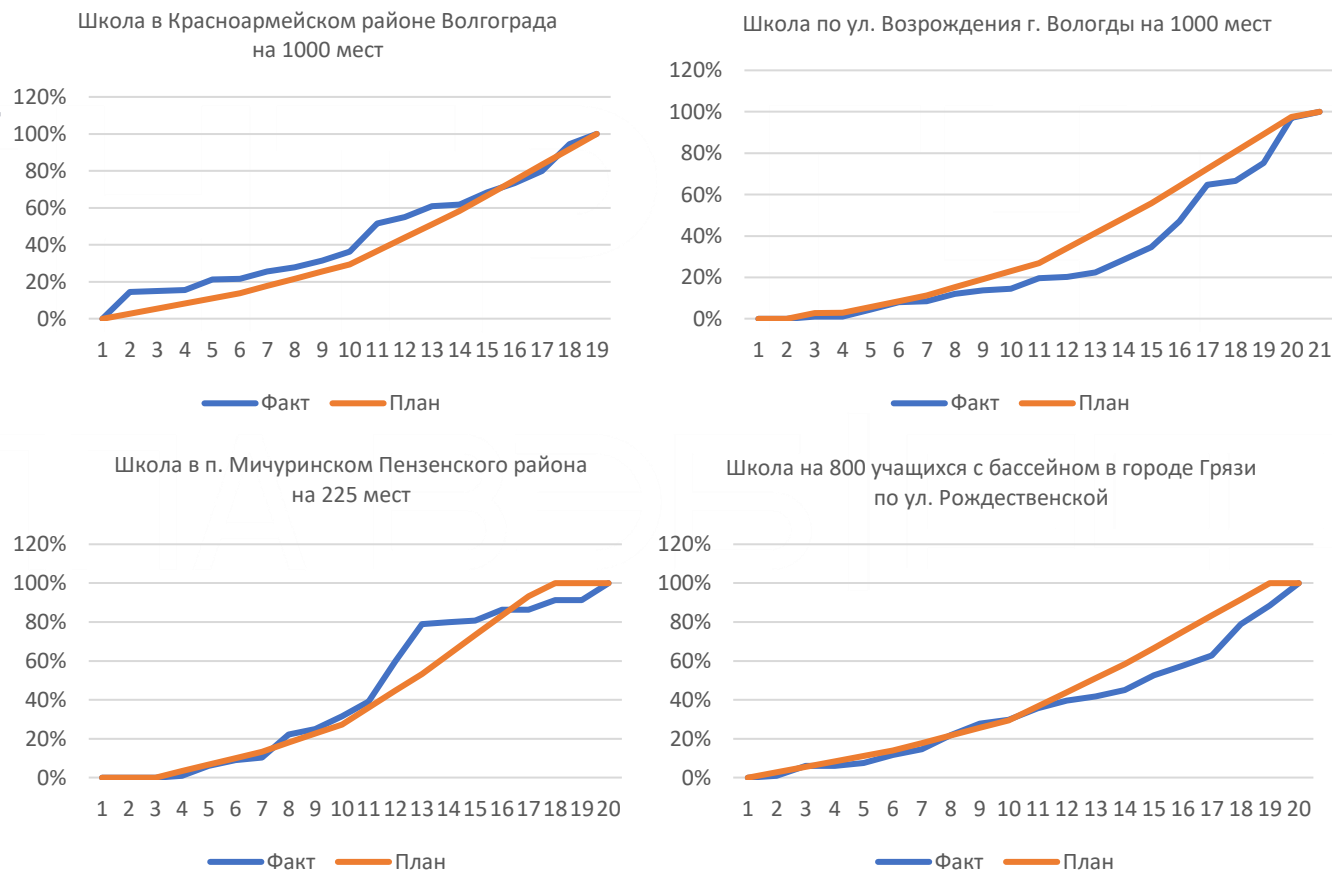 Школа в Красноармейском районе Волгограда
на 1000 мест
120%
100%
80%
60%
40%
20%
0%
1 2 3 4 5 6 7 8 9 10 11 12 13 14 15 16 17 18 19
Факт План
Школа по ул. Возрождения г. Вологды на 1000 мест
120%
100%
80%
60%
40%
20%
0%
1 2 3 4 5 6 7 8 9 10 11 12 13 14 15 16 17 18 19 20 21
Факт План
Школа в п. Мичуринском Пензенского района
на 225 мест
120%
100%
80%
60%
40%
20%
0%
1 2 3 4 5 6 7 8 9 10 11 12 13 14 15 16 17 18 19 20
Факт План
Школа на 800 учащихся с бассейном в городе Грязи
по ул. Рождественской
120%
100%
80%
60%
40%
20%
0%
1 2 3 4 5 6 7 8 9 10 11 12 13 14 15 16 17 18 19 20
Факт План